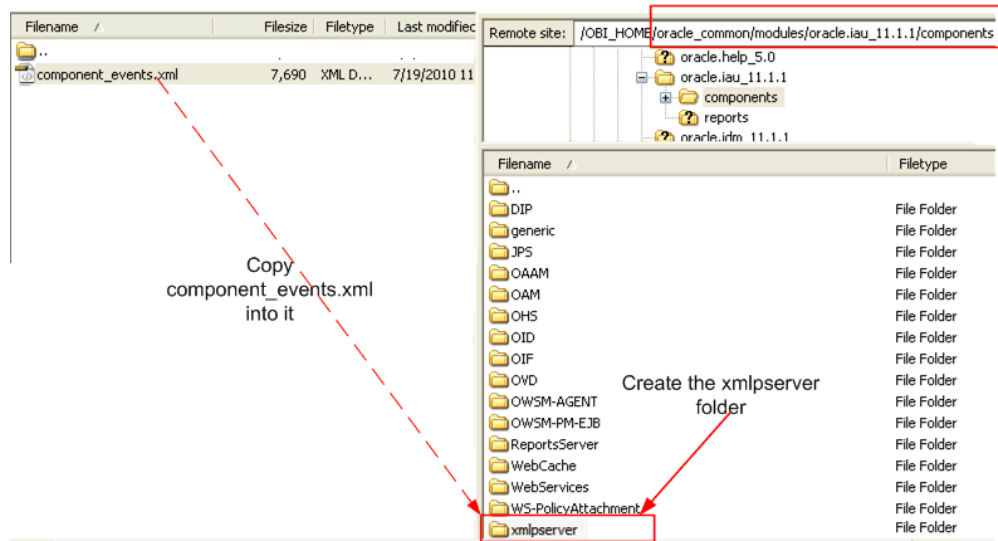 Filename / Filesize Filetype Last modified
..
component_events.xml 7,690 XML D... 7/19/2010 11
Copy
component_events.xml
into it
Remote site: /OBI_HOME/oracle_common/modules/oracle.iau_11.1.1/components
oracle.help_5.0
oracle.iau_11.1.1
components
reports
oracle.idm_11.1.1
Filename / Filetype
..
DIP File Folder
generic File Folder
JPS File Folder
OAAM File Folder
OAM File Folder
OHS File Folder
OID File Folder
OIF File Folder
OVD File Folder
OWSM-AGENT File Folder
OWSM-PM-EJB File Folder
ReportsServer File Folder
WebCache File Folder
WebServices File Folder
WS-PolicyAttachment File Folder
xmlpserver File Folder
Create the xmlpserver
folder